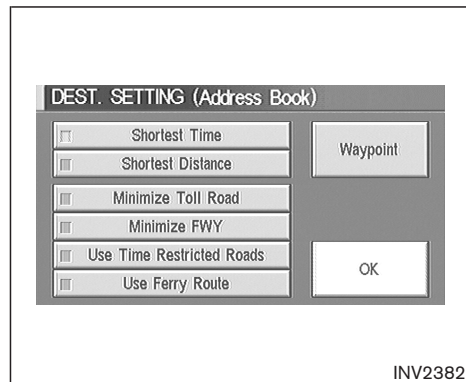 DEST. SETTING (Address Book)
Shortest Time
Waypoint
Shortest Distance
Minimize Toll Road
Minimize FWY
Use Time Restricted Roads
OK
Use Ferry Route
INV2382